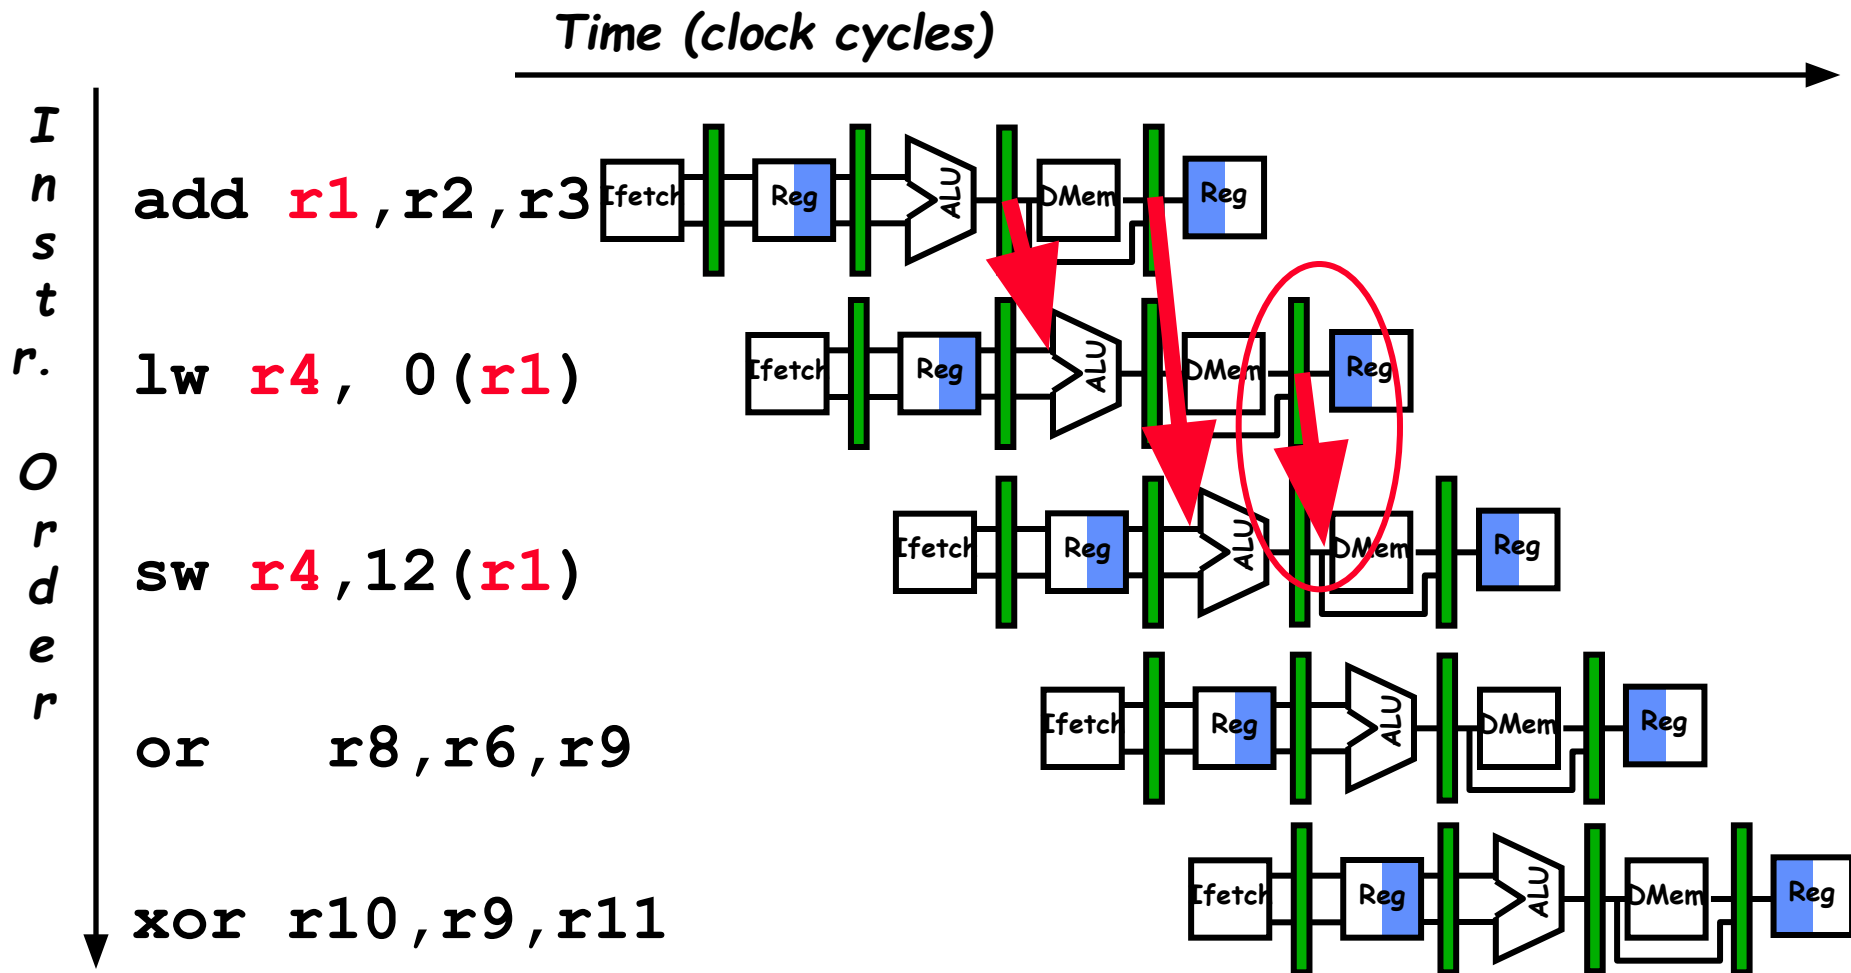 Time (clock cycles)
Instr. Order
add r1,r2,r3 Ifetch Reg ALU DMem Reg
lw r4, 0(r1) Ifetch Reg ALU DMem Reg
sw r4,12(r1) Ifetch Reg ALU DMem Reg
or r8,r6,r9 Ifetch Reg ALU DMem Reg
xor r10,r9,r11 Ifetch Reg ALU DMem Reg